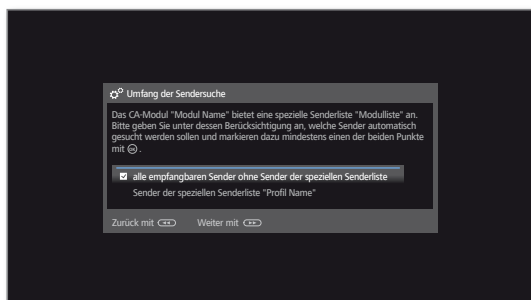 Umfang der Sendersuche
Das CA-Modul "Modul Name" bietet eine spezielle Senderliste "Modulliste" an.
Bitte geben Sie unter dessen Berücksichtigung an, welche Sender automatisch
gesucht werden sollen und markieren dazu mindestens einen der beiden Punkte
mit OK .
alle empfangbaren Sender ohne Sender der speziellen Senderliste
Sender der speziellen Senderliste "Profil Name"
Zurück mit Weiter mit